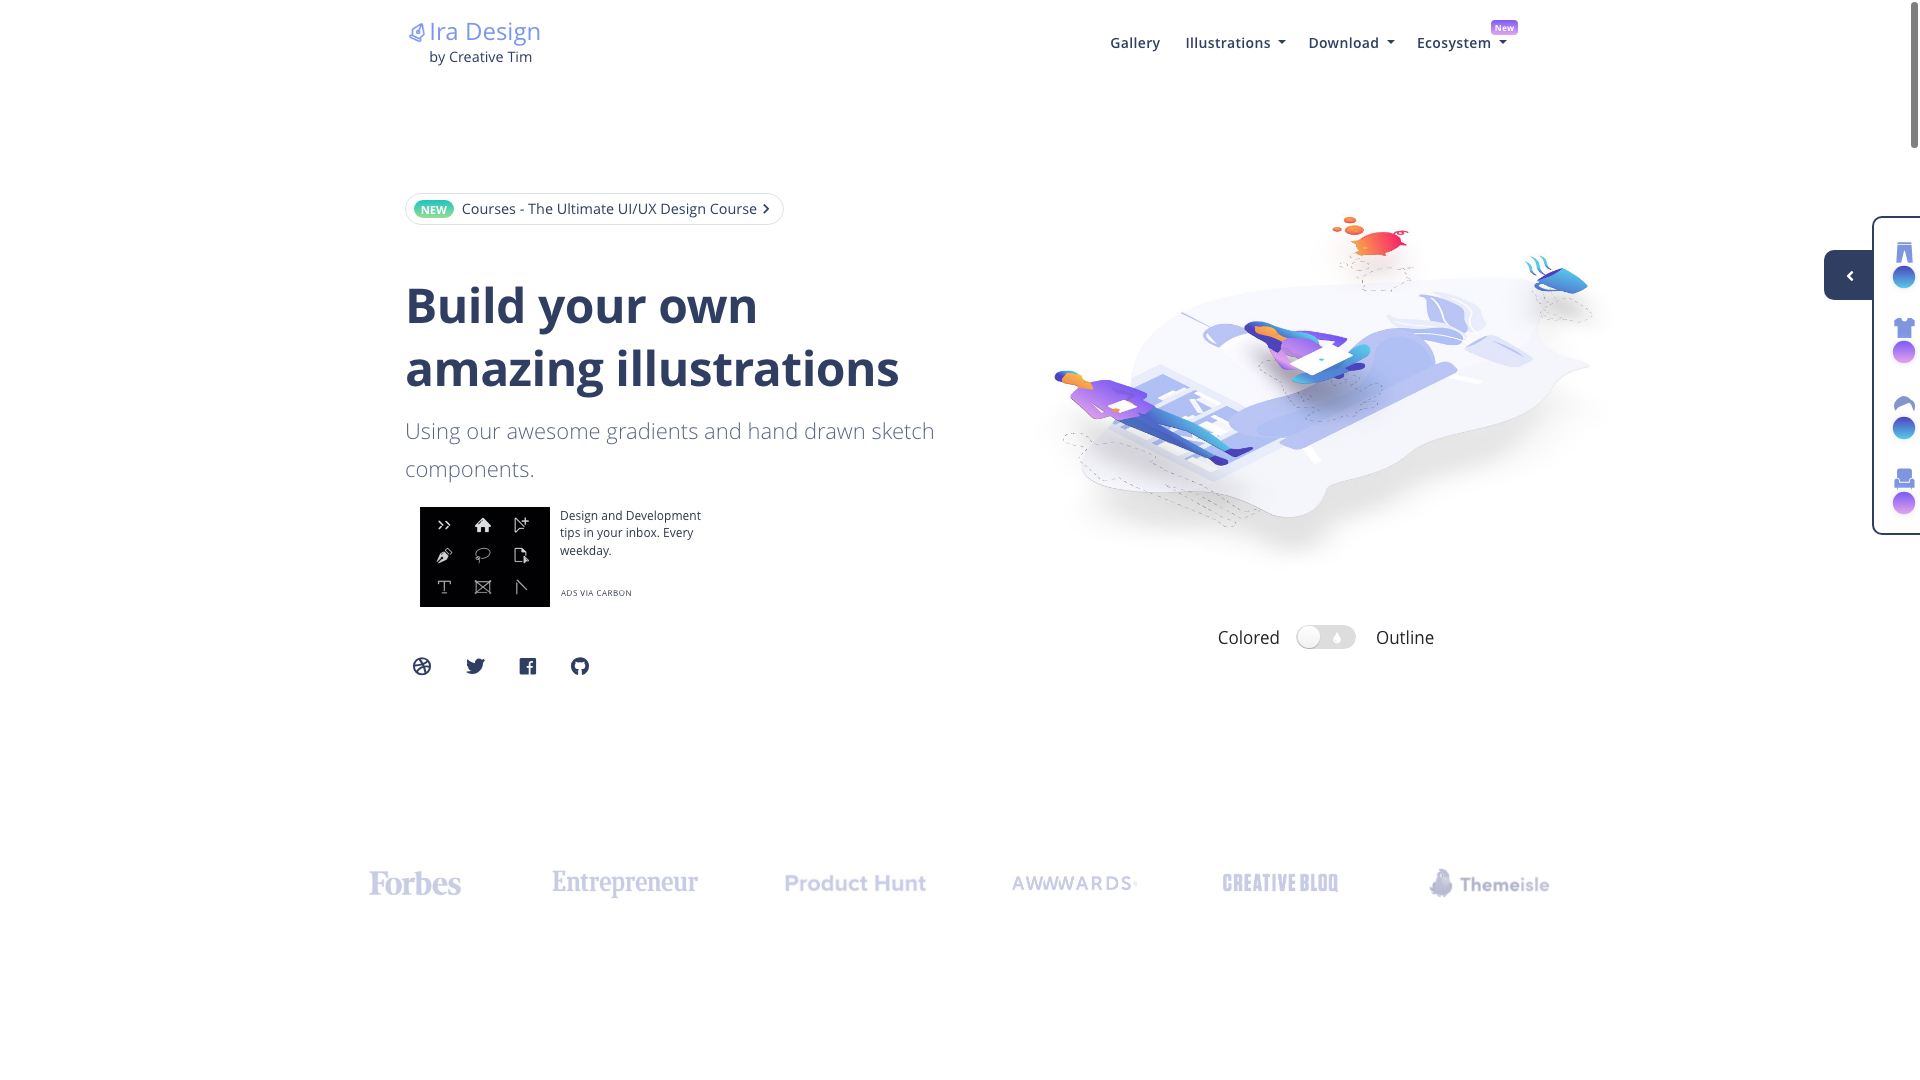 Ira Design
by Creative Tim
Gallery
Illustrations
Download
Ecosystem
New
NEW Courses - The Ultimate UI/UX Design Course
Build your own
amazing illustrations
Using our awesome gradients and hand drawn sketch
components.
Design and Development
tips in your inbox. Every
weekday.
ADS VIA CARBON
Colored
Outline
Forbes
Entrepreneur
Product Hunt
AWWWARDS
CREATIVE BLOQ
Themeisle